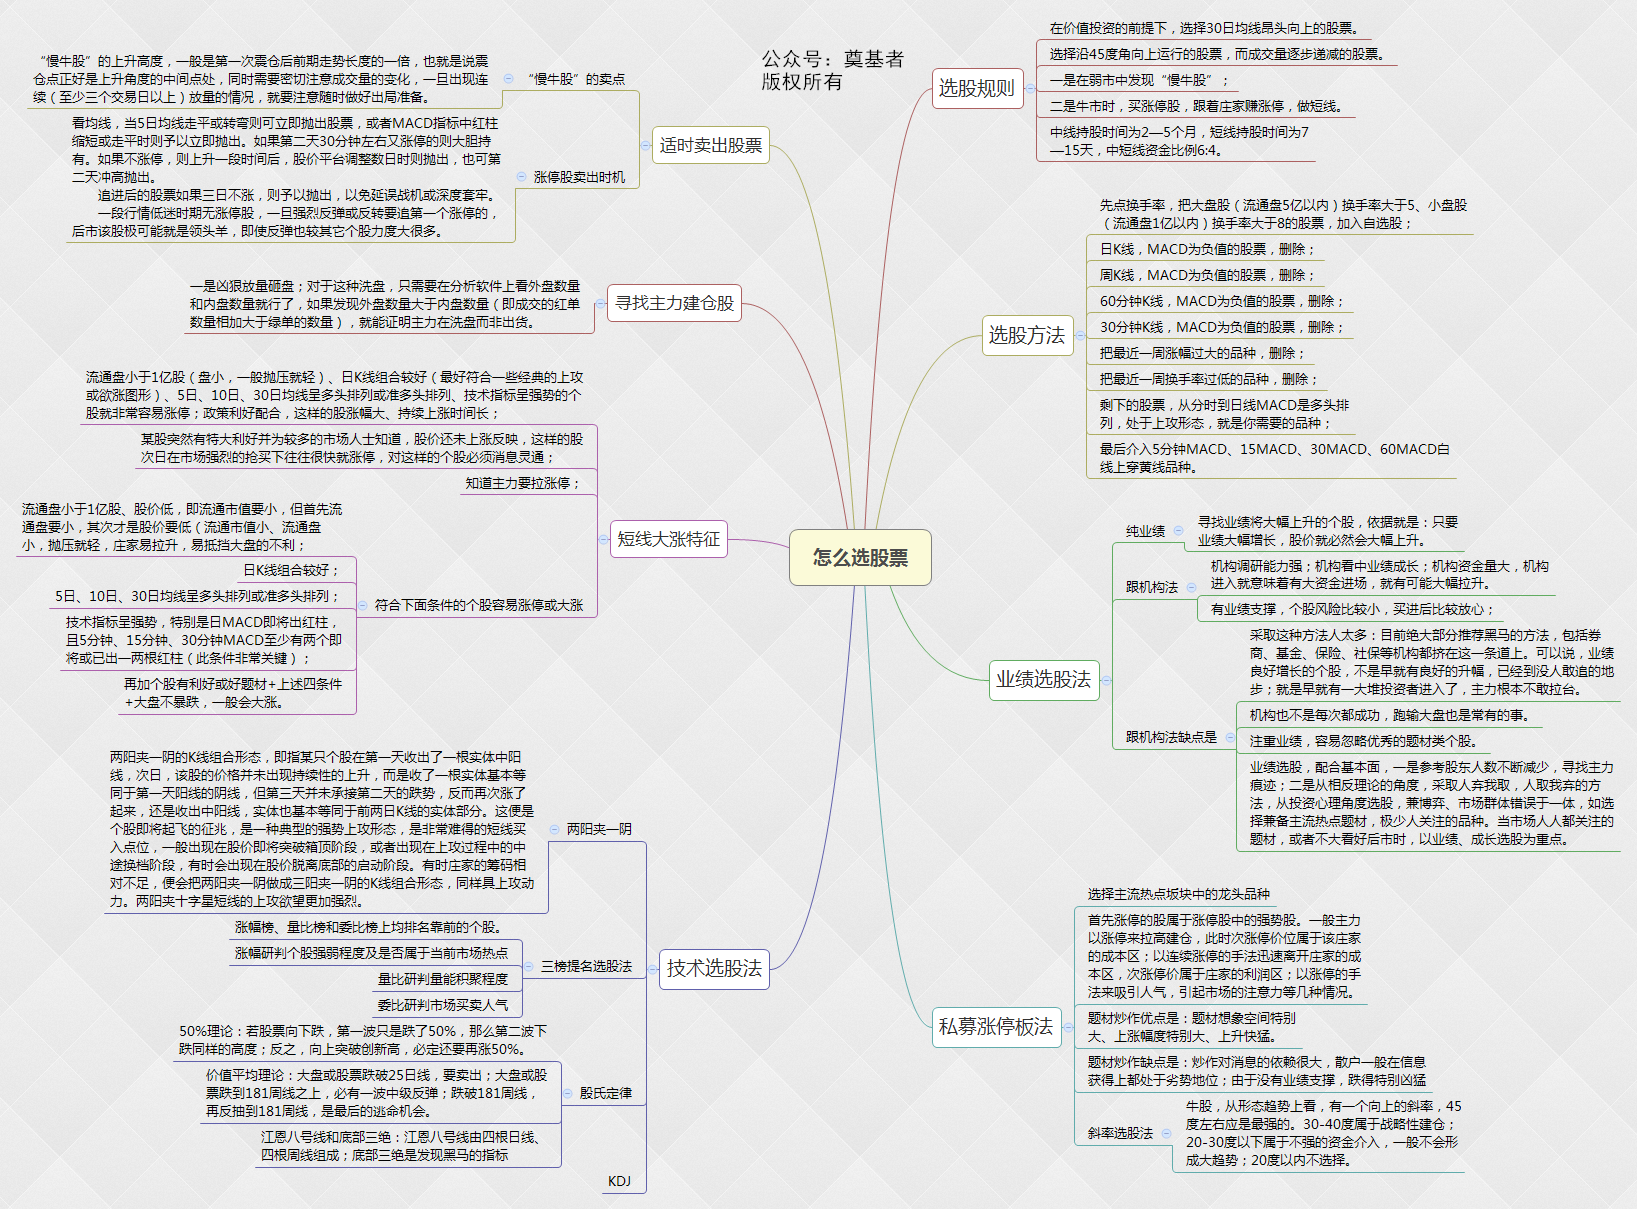 公众号：奠基者
版权所有
怎么选股票
选股规则
在价值投资的前提下，选择30日均线昂头向上的股票。
选择沿45度角向上运行的股票，而成交量逐步递减的股票。
一是在弱市中发现“慢牛股”；
二是牛市时，买涨停股，跟着庄家赚涨停，做短线。
中线持股时间为2—5个月，短线持股时间为7
—15天，中短线资金比例6:4。
选股方法
先点换手率，把大盘股（流通盘5亿以内）换手率大于5、小盘股
（流通盘1亿以内）换手率大于8的股票，加入自选股；
日K线，MACD为负值的股票，删除；
周K线，MACD为负值的股票，删除；
60分钟K线，MACD为负值的股票，删除；
30分钟K线，MACD为负值的股票，删除；
把最近一周涨幅过大的品种，删除；
把最近一周换手率过低的品种，删除；
剩下的股票，从分时到日线MACD是多头排
列，处于上攻形态，就是你需要的品种；
最后介入5分钟MACD、15MACD、30MACD、60MACD白
线上穿黄线品种。
业绩选股法
纯业绩
寻找业绩将大幅上升的个股，依据就是：只要
业绩大幅增长，股价就必然会大幅上升。
跟机构法
机构调研能力强；机构看中业绩成长；机构资金量大，机构
进入就意味着有大资金进场，就有可能大幅拉升。
有业绩支撑，个股风险比较小，买进后比较放心；
跟机构法缺点是
采取这种方法人太多：目前绝大部分推荐黑马的方法，包括券
商、基金、保险、社保等机构都挤在这一条道上。可以说，业绩
良好增长的个股，不是早就有良好的升幅，已经到没人敢追的地
步；就是早就有一大堆投资者进入了，主力根本不敢拉台。
机构也不是每次都成功，跑输大盘也是常有的事。
注重业绩，容易忽略优秀的题材类个股。
业绩选股，配合基本面，一是参考股东人数不断减少，寻找主力
痕迹；二是从相反理论的角度，采取人弃我取，人取我弃的方
法，从投资心理角度选股，兼博弈、市场群体错误于一体，如选
择兼备主流热点题材，极少人关注的品种。当市场人人都关注的
题材，或者不大看好后市时，以业绩、成长选股为重点。
私募涨停板法
选择主流热点坂块中的龙头品种
首先涨停的股属于涨停股中的强势股。一般主力
以涨停来拉高建仓，此时次涨停价位属于该庄家
的成本区；以连续涨停的手法迅速离开庄家的成
本区，次涨停价属于庄家的利润区；以涨停的手
法来吸引人气，引起市场的注意力等几种情况。
题材炒作优点是：题材想象空间特别
大、上涨幅度特别大、上升快猛。
题材炒作缺点是：炒作对消息的依赖很大，散户一般在信息
获得上都处于劣势地位；由于没有业绩支撑，跌得特别凶猛
斜率选股法
牛股，从形态趋势上看，有一个向上的斜率，45
度左右应是最强的。30-40度属于战略性建仓；
20-30度以下属于不强的资金介入，一般不会形
成大趋势；20度以内不选择。
适时卖出股票
“慢牛股”的卖点
“慢牛股”的上升高度，一般是第一次震仓后前期走势长度的一倍，也就是说震
仓点正好是上升角度的中间点处，同时需要密切注意成交量的变化，一旦出现连
续（至少三个交易日以上）放量的情况，就要注意随时做好出局准备。
涨停股卖出时机
看均线，当5日均线走平或转弯则可立即抛出股票，或者MACD指标中红柱
缩短或走平时则予以立即抛出。如果第二天30分钟左右又涨停的则大胆持
有。如果不涨停，则上升一段时间后，股价平台调整数日时则抛出，也可第
二天冲高抛出。
追进后的股票如果三日不涨，则予以抛出，以免延误战机或深度套牢。
一段行情低迷时期无涨停股，一旦强烈反弹或反转要追第一个涨停的，
后市该股极可能就是领头羊，即使反弹也较其它个股力度大很多。
寻找主力建仓股
一是凶狠放量砸盘；对于这种洗盘，只需要在分析软件上看外盘数量
和内盘数量就行了，如果发现外盘数量大于内盘数量（即成交的红单
数量相加大于绿单的数量），就能证明主力在洗盘而非出货。
短线大涨特征
流通盘小于1亿股（盘小，一般抛压就轻）、日K线组合较好（最好符合一些经典的上攻
或欲涨图形）、5日、10日、30日均线呈多头排列或准多头排列、技术指标呈强势的个
股就非常容易涨停；政策利好配合，这样的股涨幅大、持续上涨时间长；
某股突然有特大利好并为较多的市场人士知道，股价还未上涨反映，这样的股
次日在市场强烈的抢买下往往很快就涨停，对这样的个股必须消息灵通；
知道主力要拉涨停；
符合下面条件的个股容易涨停或大涨
流通盘小于1亿股、股价低，即流通市值要小，但首先流
通盘要小，其次才是股价要低（流通市值小、流通盘
小，抛压就轻，庄家易拉升，易抵挡大盘的不利；
日K线组合较好；
5日、10日、30日均线呈多头排列或准多头排列；
技术指标呈强势，特别是日MACD即将出红柱，
且5分钟、15分钟、30分钟MACD至少有两个即
将或已出一两根红柱（此条件非常关键）；
再加个股有利好或好题材+上述四条件
+大盘不暴跌，一般会大涨。
技术选股法
两阳夹一阴
两阳夹一阴的K线组合形态，即指某只个股在第一天收出了一根实体中阳
线，次日，该股的价格并未出现持续性的上升，而是收了一根实体基本等
同于第一天阳线的阴线，但第三天并未承接第二天的跌势，反而再次涨了
起来，还是收出中阳线，实体也基本等同于前两日K线的实体部分。这便是
个股即将起飞的征兆，是一种典型的强势上攻形态，是非常难得的短线买
入点位，一般出现在股价即将突破箱顶阶段，或者出现在上攻过程中的中
途换档阶段，有时会出现在股价脱离底部的启动阶段。有时庄家的筹码相
对不足，便会把两阳夹一阴做成三阳夹一阴的K线组合形态，同样具上攻动
力。两阳夹十字星短线的上攻欲望更加强烈。
三榜提名选股法
涨幅榜、量比榜和委比榜上均排名靠前的个股。
涨幅研判个股强弱程度及是否属于当前市场热点
量比研判量能积聚程度
委比研判市场买卖人气
殷氏定律
50%理论：若股票向下跌，第一波只是跌了50%，那么第二波下
跌同样的高度；反之，向上突破创新高，必定还要再涨50%。
价值平均理论：大盘或股票跌破25日线，要卖出；大盘或股
票跌到181周线之上，必有一波中级反弹；跌破181周线，
再反抽到181周线，是最后的逃命机会。
江恩八号线和底部三绝：江恩八号线由四根日线、
四根周线组成；底部三绝是发现黑马的指标
KDJ